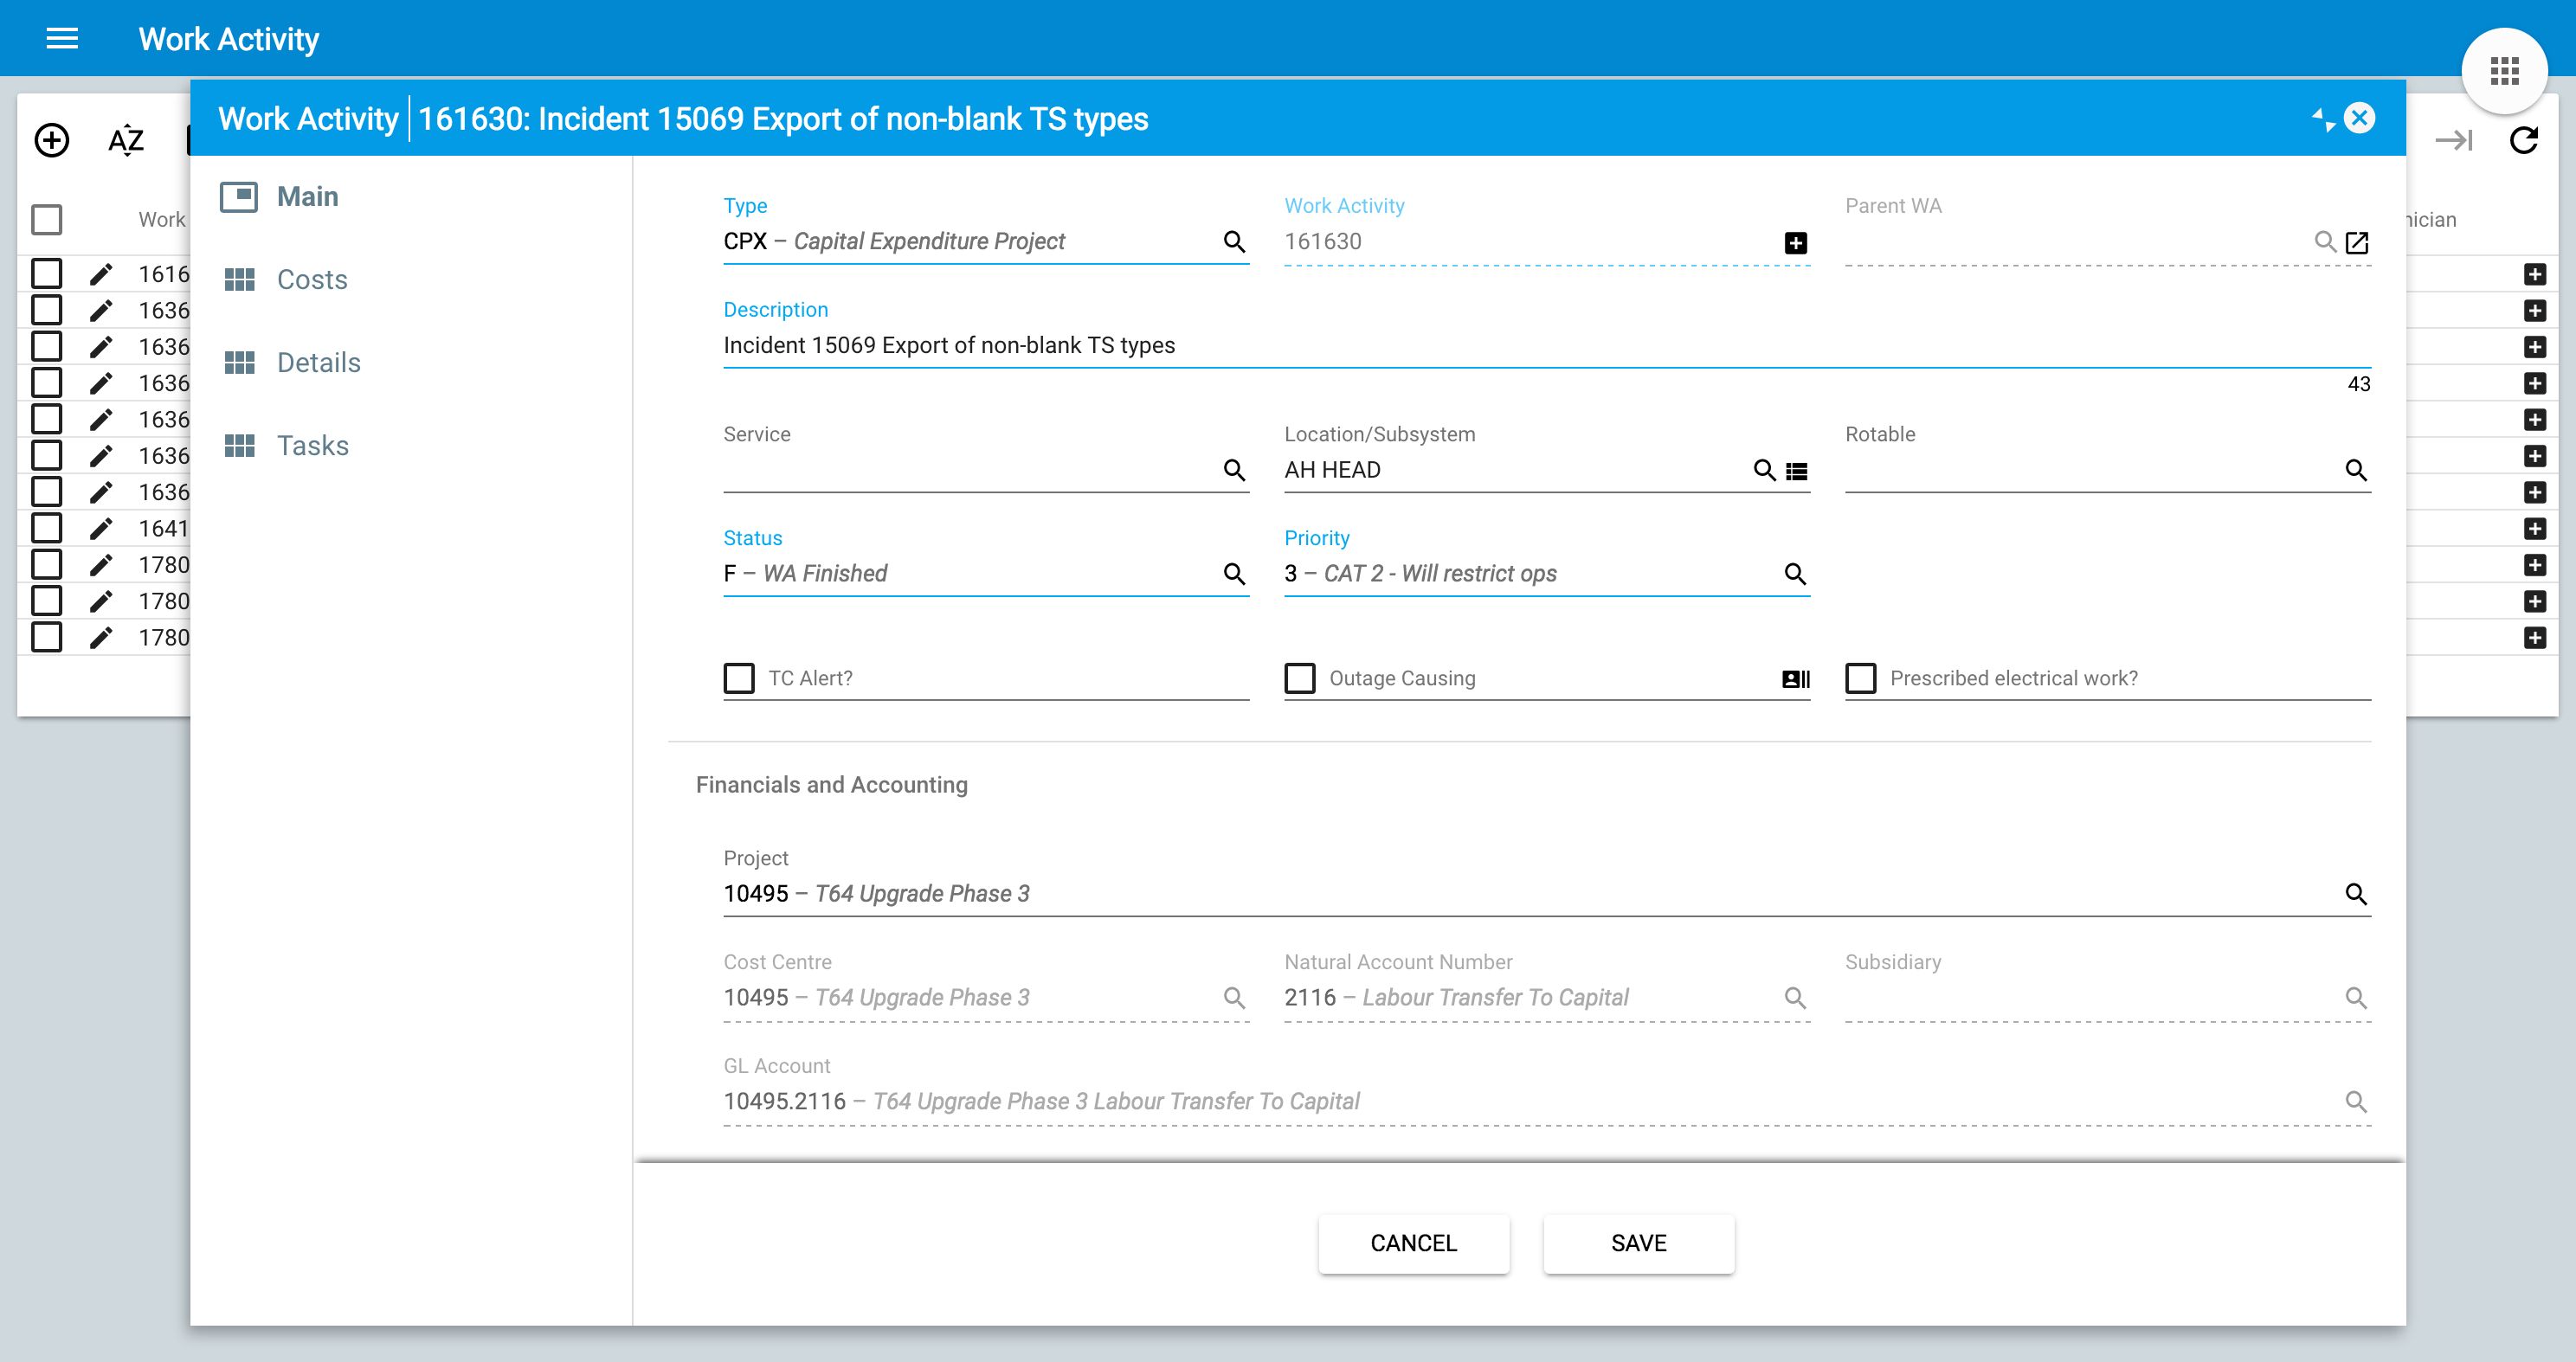 Work Activity
Work Activity 161630: Incident 15069 Export of non-blank TS types
AZ
Work
nician
1616
1636
1636
1636
1636
1636
1636
1641
1780
1780
1780
Main
Costs
Details
Tasks
Type
CPX – Capital Expenditure Project
Work Activity
161630
Parent WA
Description
Incident 15069 Export of non-blank TS types
43
Service
Location/Subsystem
AH HEAD
Rotable
Status
F – WA Finished
Priority
3 – CAT 2 - Will restrict ops
TC Alert?
Outage Causing
Prescribed electrical work?
Financials and Accounting
Project
10495 – T64 Upgrade Phase 3
Cost Centre
10495 – T64 Upgrade Phase 3
Natural Account Number
2116 – Labour Transfer To Capital
Subsidiary
GL Account
10495.2116 – T64 Upgrade Phase 3 Labour Transfer To Capital
CANCEL
SAVE